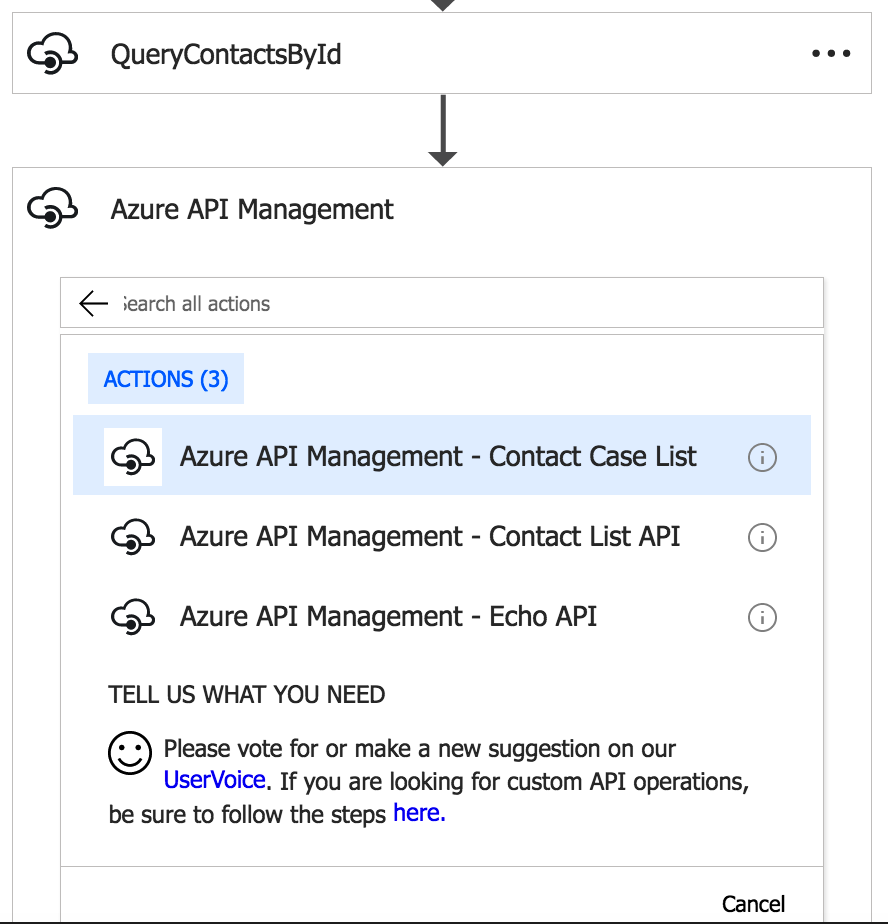 QueryContactsById
Azure API Management
Search all actions
ACTIONS (3)
Azure API Management - Contact Case List
Azure API Management - Contact List API
Azure API Management - Echo API
TELL US WHAT YOU NEED
Please vote for or make a new suggestion on our
UserVoice. If you are looking for custom API operations,
be sure to follow the steps here.
Cancel